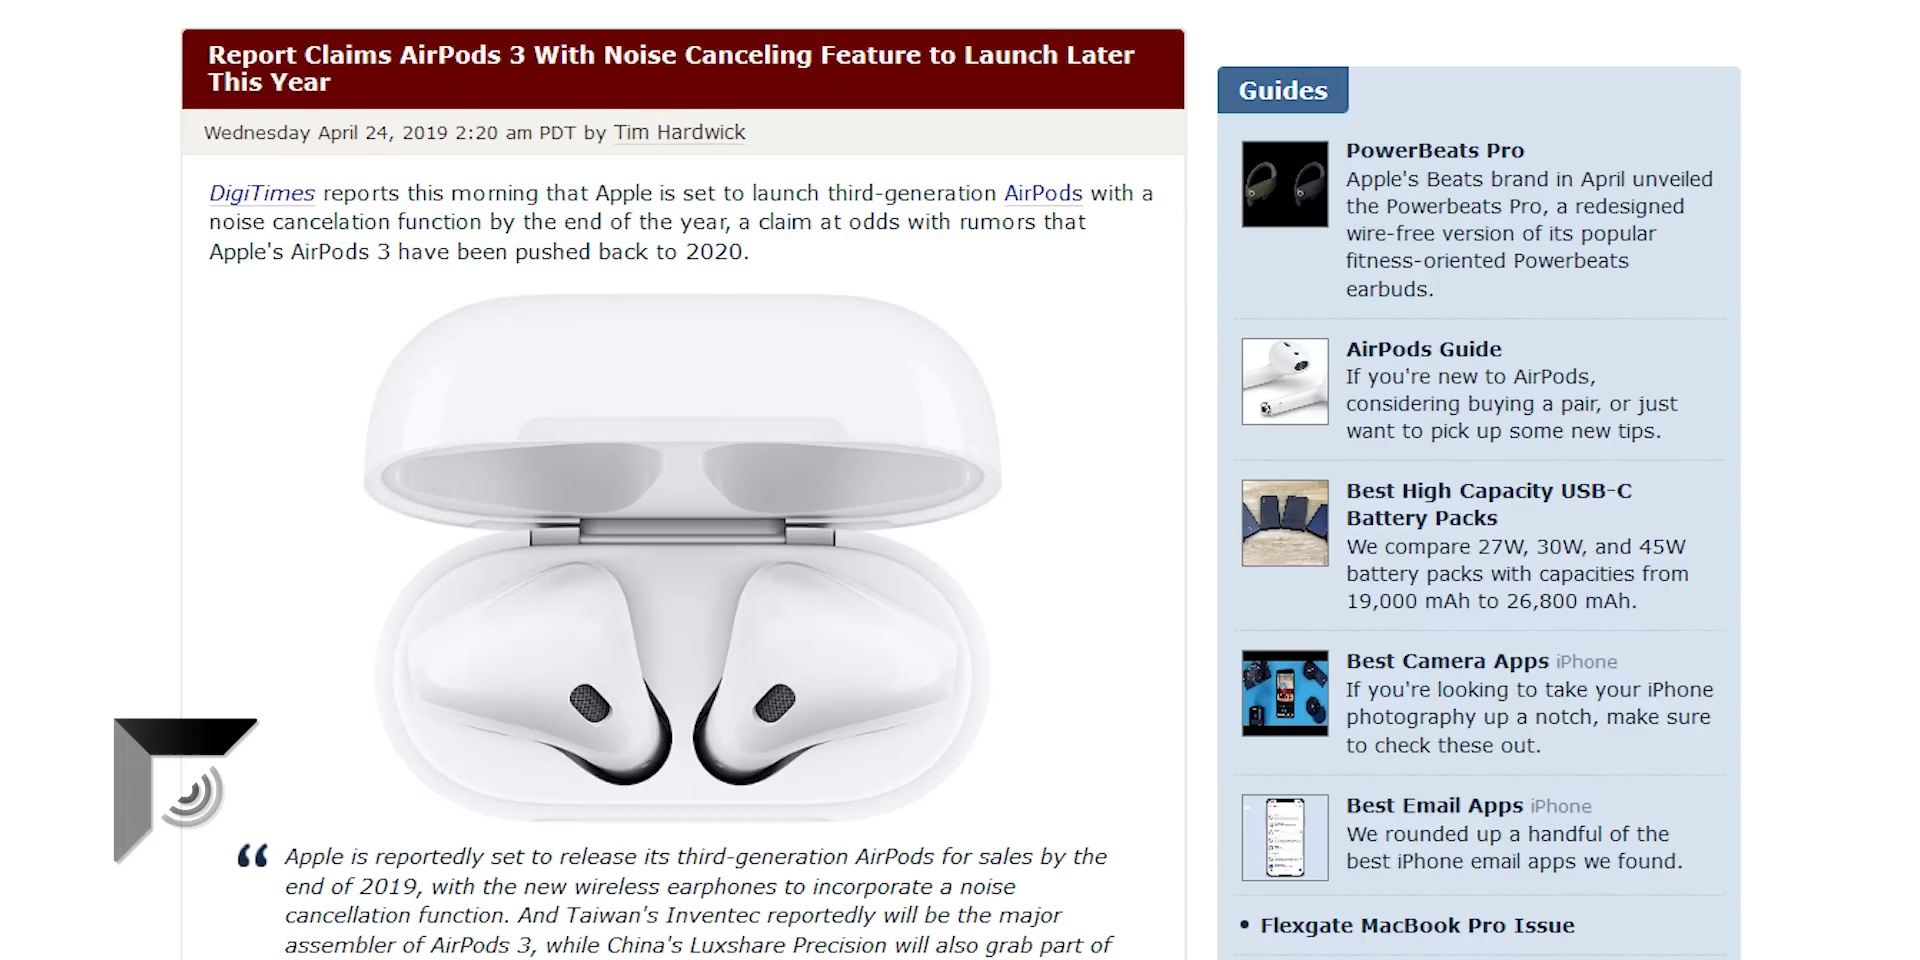 Report Claims AirPods 3 With Noise Canceling Feature to Launch Later
This Year
Wednesday April 24, 2019 2:20 am PDT by Tim Hardwick
DigiTimes reports this morning that Apple is set to launch third-generation AirPods with a
noise cancelation function by the end of the year, a claim at odds with rumors that
Apple's AirPods 3 have been pushed back to 2020.
“ Apple is reportedly set to release its third-generation AirPods for sales by the
end of 2019, with the new wireless earphones to incorporate a noise
cancellation function. And Taiwan's Inventec reportedly will be the major
assembler of AirPods 3, while China's Luxshare Precision will also grab part of
Guides
PowerBeats Pro
Apple's Beats brand in April unveiled
the Powerbeats Pro, a redesigned
wire-free version of its popular
fitness-oriented Powerbeats
earbuds.
AirPods Guide
If you're new to AirPods,
considering buying a pair, or just
want to pick up some new tips.
Best High Capacity USB-C
Battery Packs
We compare 27W, 30W, and 45W
battery packs with capacities from
19,000 mAh to 26,800 mAh.
Best Camera Apps iPhone
If you're looking to take your iPhone
photography up a notch, make sure
to check these out.
Best Email Apps iPhone
We rounded up a handful of the
best iPhone email apps we found.
• Flexgate MacBook Pro Issue